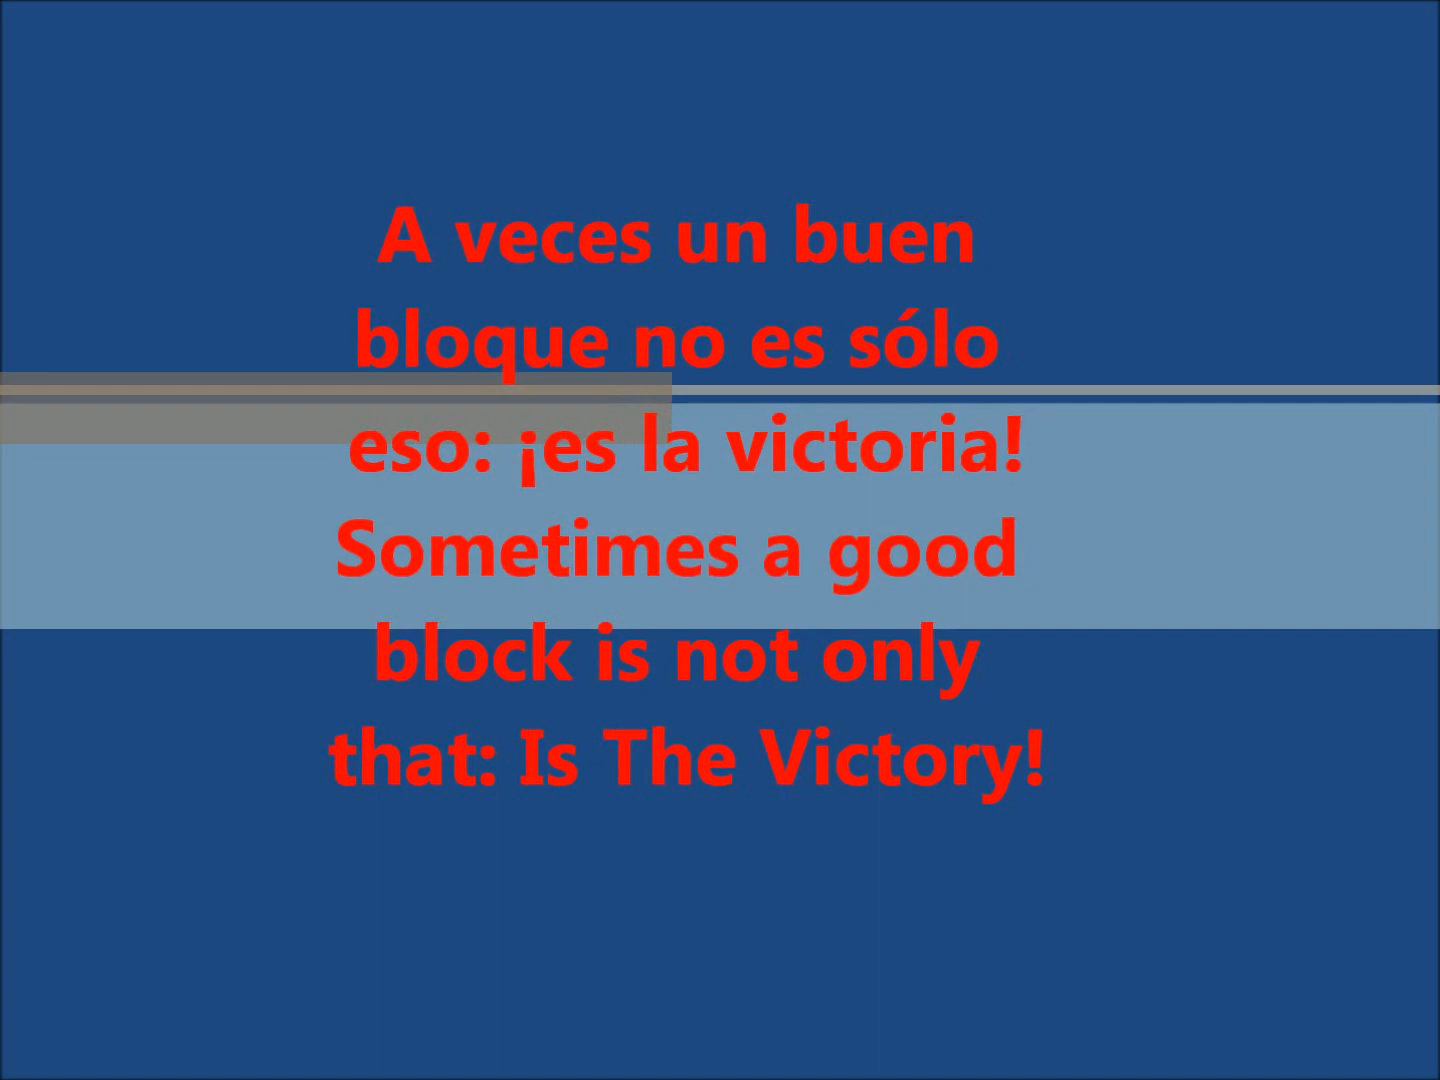 A veces un buen
bloque no es sólo
eso: ¡es la victoria!
Sometimes a good
block is not only
that: Is The Victory!